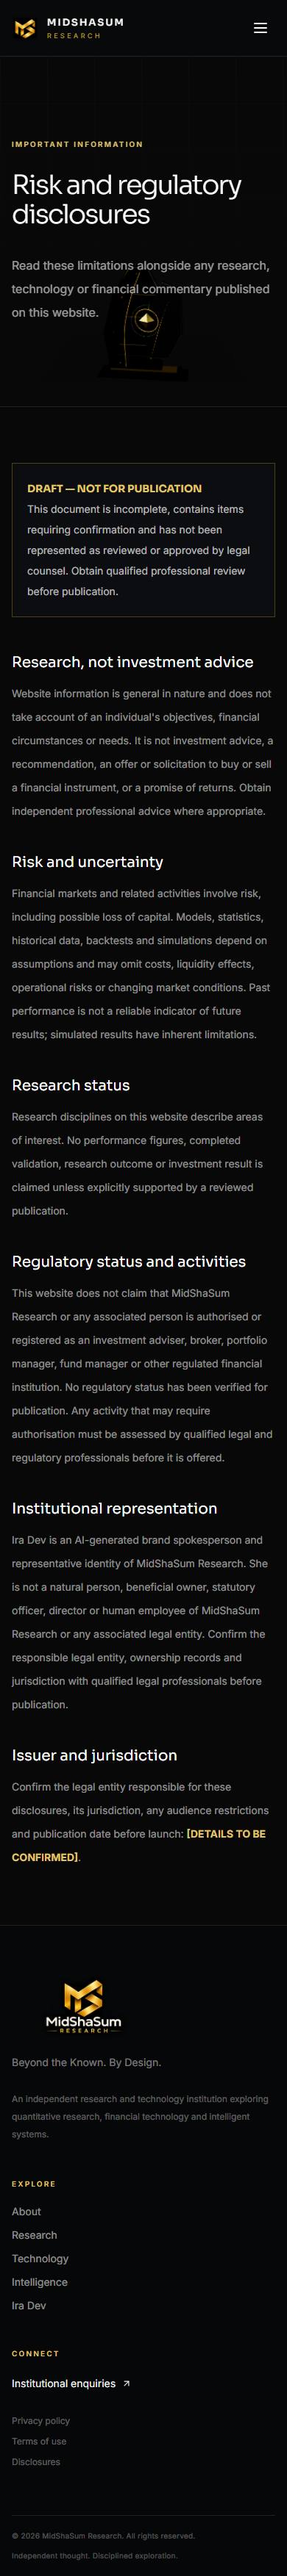 MIDSHASUM
RESEARCH
IMPORTANT INFORMATION
Risk and regulatory
disclosures
Read these limitations alongside any research,
technology or financial commentary published
on this website.
DRAFT — NOT FOR PUBLICATION
This document is incomplete, contains items
requiring confirmation and has not been
represented as reviewed or approved by legal
counsel. Obtain qualified professional review
before publication.
Research, not investment advice
Website information is general in nature and does not
take account of an individual's objectives, financial
circumstances or needs. It is not investment advice, a
recommendation, an offer or solicitation to buy or sell
a financial instrument, or a promise of returns. Obtain
independent professional advice where appropriate.
Risk and uncertainty
Financial markets and related activities involve risk,
including possible loss of capital. Models, statistics,
historical data, backtests and simulations depend on
assumptions and may omit costs, liquidity effects,
operational risks or changing market conditions. Past
performance is not a reliable indicator of future
results; simulated results have inherent limitations.
Research status
Research disciplines on this website describe areas
of interest. No performance figures, completed
validation, research outcome or investment result is
claimed unless explicitly supported by a reviewed
publication.
Regulatory status and activities
This website does not claim that MidShaSum
Research or any associated person is authorised or
registered as an investment adviser, broker, portfolio
manager, fund manager or other regulated financial
institution. No regulatory status has been verified for
publication. Any activity that may require
authorisation must be assessed by qualified legal and
regulatory professionals before it is offered.
Institutional representation
Ira Dev is an AI-generated brand spokesperson and
representative identity of MidShaSum Research. She
is not a natural person, beneficial owner, statutory
officer, director or human employee of MidShaSum
Research or any associated legal entity. Confirm the
responsible legal entity, ownership records and
jurisdiction with qualified legal professionals before
publication.
Issuer and jurisdiction
Confirm the legal entity responsible for these
disclosures, its jurisdiction, any audience restrictions
and publication date before launch: [DETAILS TO BE
CONFIRMED].
MidShaSum
RESEARCH
Beyond the Known. By Design.
An independent research and technology institution exploring
quantitative research, financial technology and intelligent
systems.
EXPLORE
About
Research
Technology
Intelligence
Ira Dev
CONNECT
Institutional enquiries ↗
Privacy policy
Terms of use
Disclosures
© 2026 MidShaSum Research. All rights reserved.
Independent thought. Disciplined exploration.